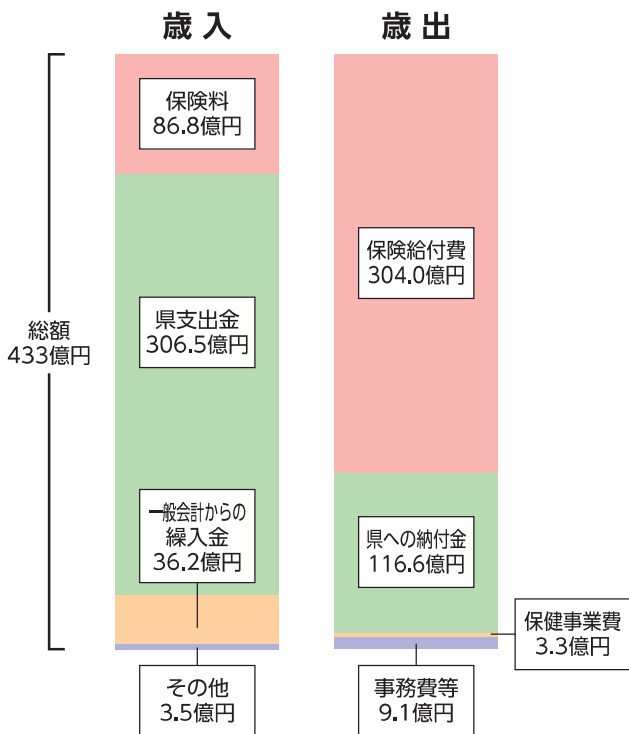 歳入
歳出
総額
433億円
保険料
86.8億円
県支出金
306.5億円
一般会計からの
繰入金
36.2億円
その他
3.5億円
保険給付費
304.0億円
県への納付金
116.6億円
保健事業費
3.3億円
事務費等
9.1億円